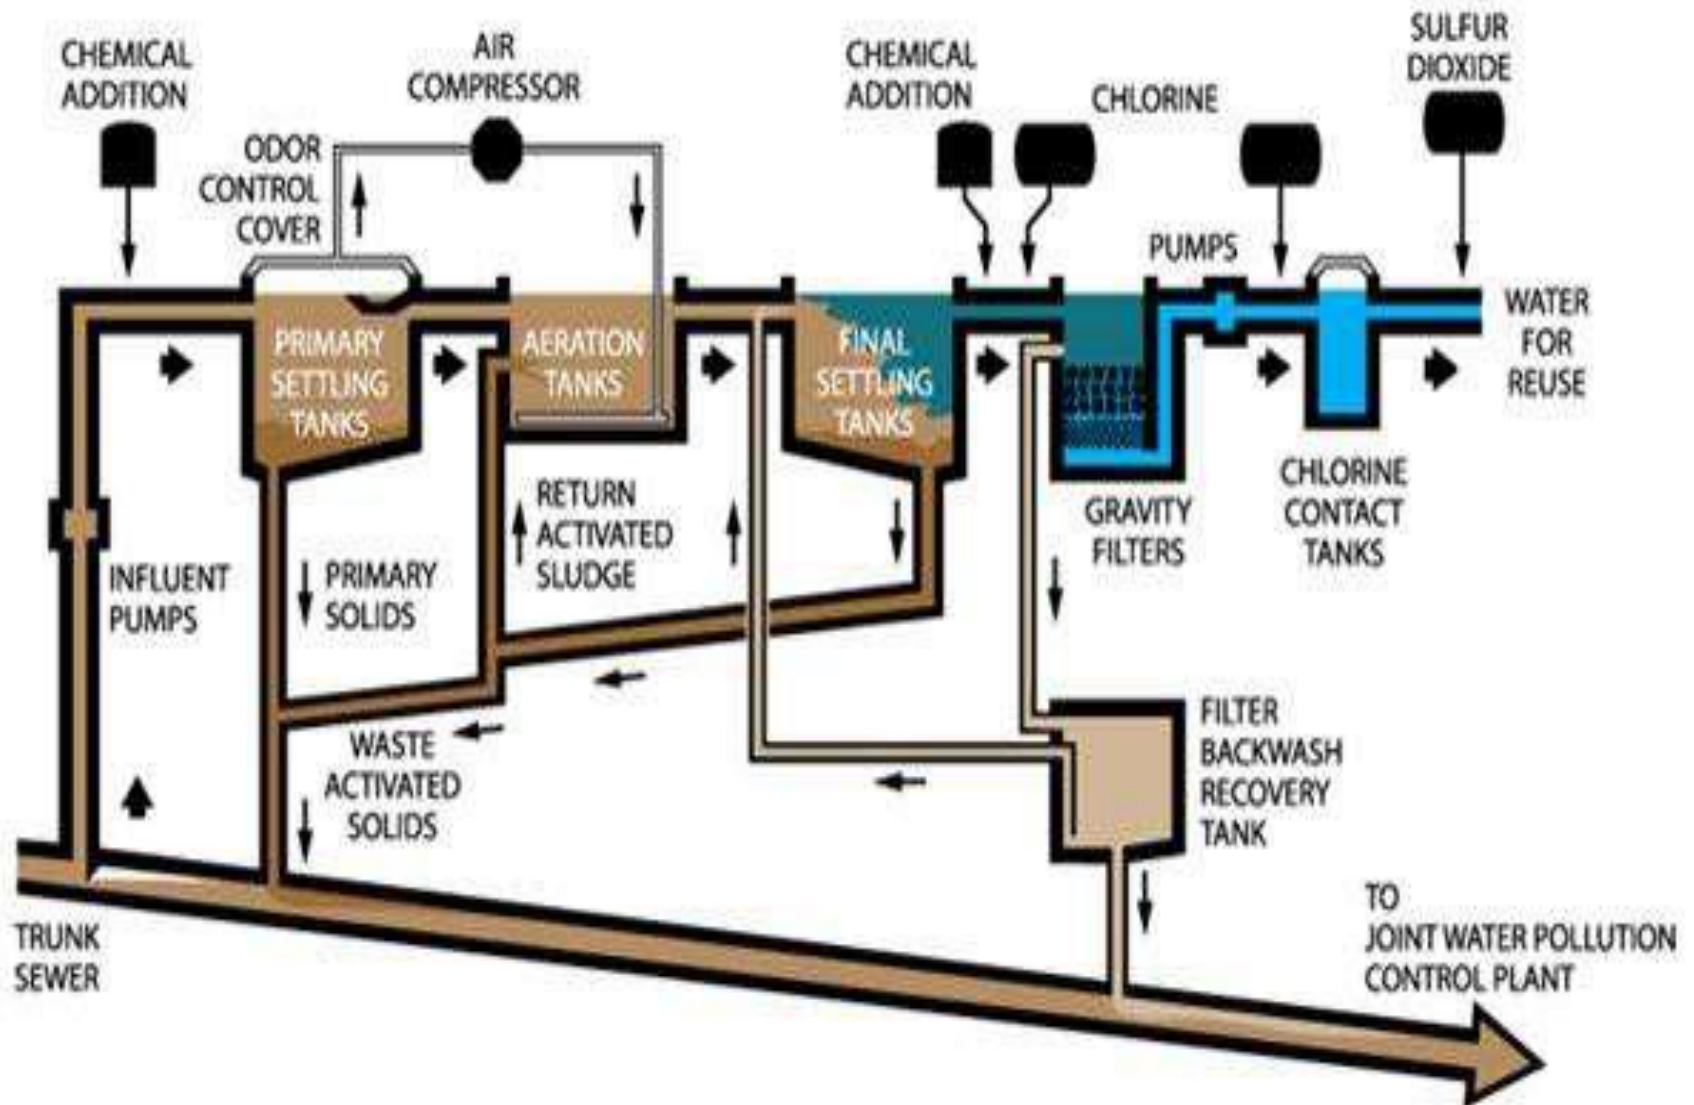 CHEMICAL
ADDITION
AIR
COMPRESSOR
ODOR
CONTROL
COVER
CHEMICAL
ADDITION
CHLORINE
SULFUR
DIOXIDE
PUMPS
WATER
FOR
REUSE
PRIMARY
SETTLING
TANKS
AERATION
TANKS
FINAL
SETTLING
TANKS
GRAVITY
FILTERS
CHLORINE
CONTACT
TANKS
INFLUENT
PUMPS
PRIMARY
SOLIDS
RETURN
ACTIVATED
SLUDGE
WASTE
ACTIVATED
SOLIDS
FILTER
BACKWASH
RECOVERY
TANK
TRUNK
SEWER
TO
JOINT WATER POLLUTION
CONTROL PLANT